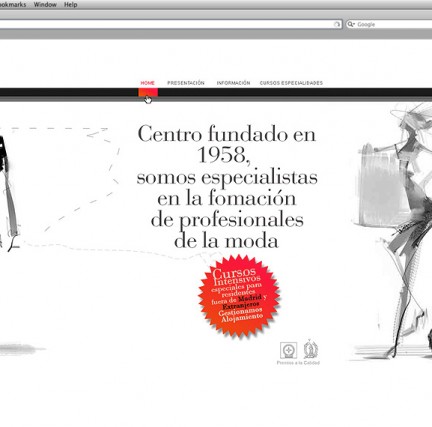 ookmarks Window Help
Google
HOME PRESENTACIÓN INFORMACIÓN CURSOS ESPECIALIDADES
Centro fundado en
1958,
somos especialistas
en la fomación
de profesionales
de la moda
Cursos
Intensivos
especiales para
residentes
fuera de Madrid y
Extranjeros
Gestionamos
Alojamiento
Premios a la Calidad